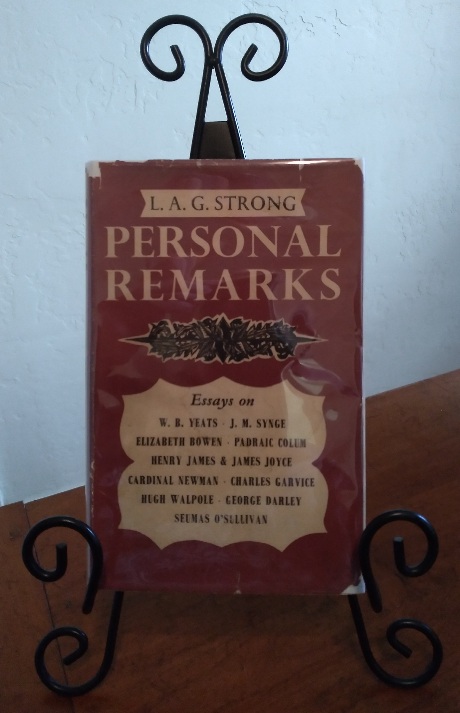 L. A. G. STRONG
PERSONAL
REMARKS
Essays on
W. B. YEATS · J. M. SYNGE
ELIZABETH BOWEN · PADRAIC COLUM
HENRY JAMES & JAMES JOYCE
CARDINAL NEWMAN · CHARLES GARVICE
HUGH WALPOLE · GEORGE DARLEY
SEUMAS O'SULLIVAN